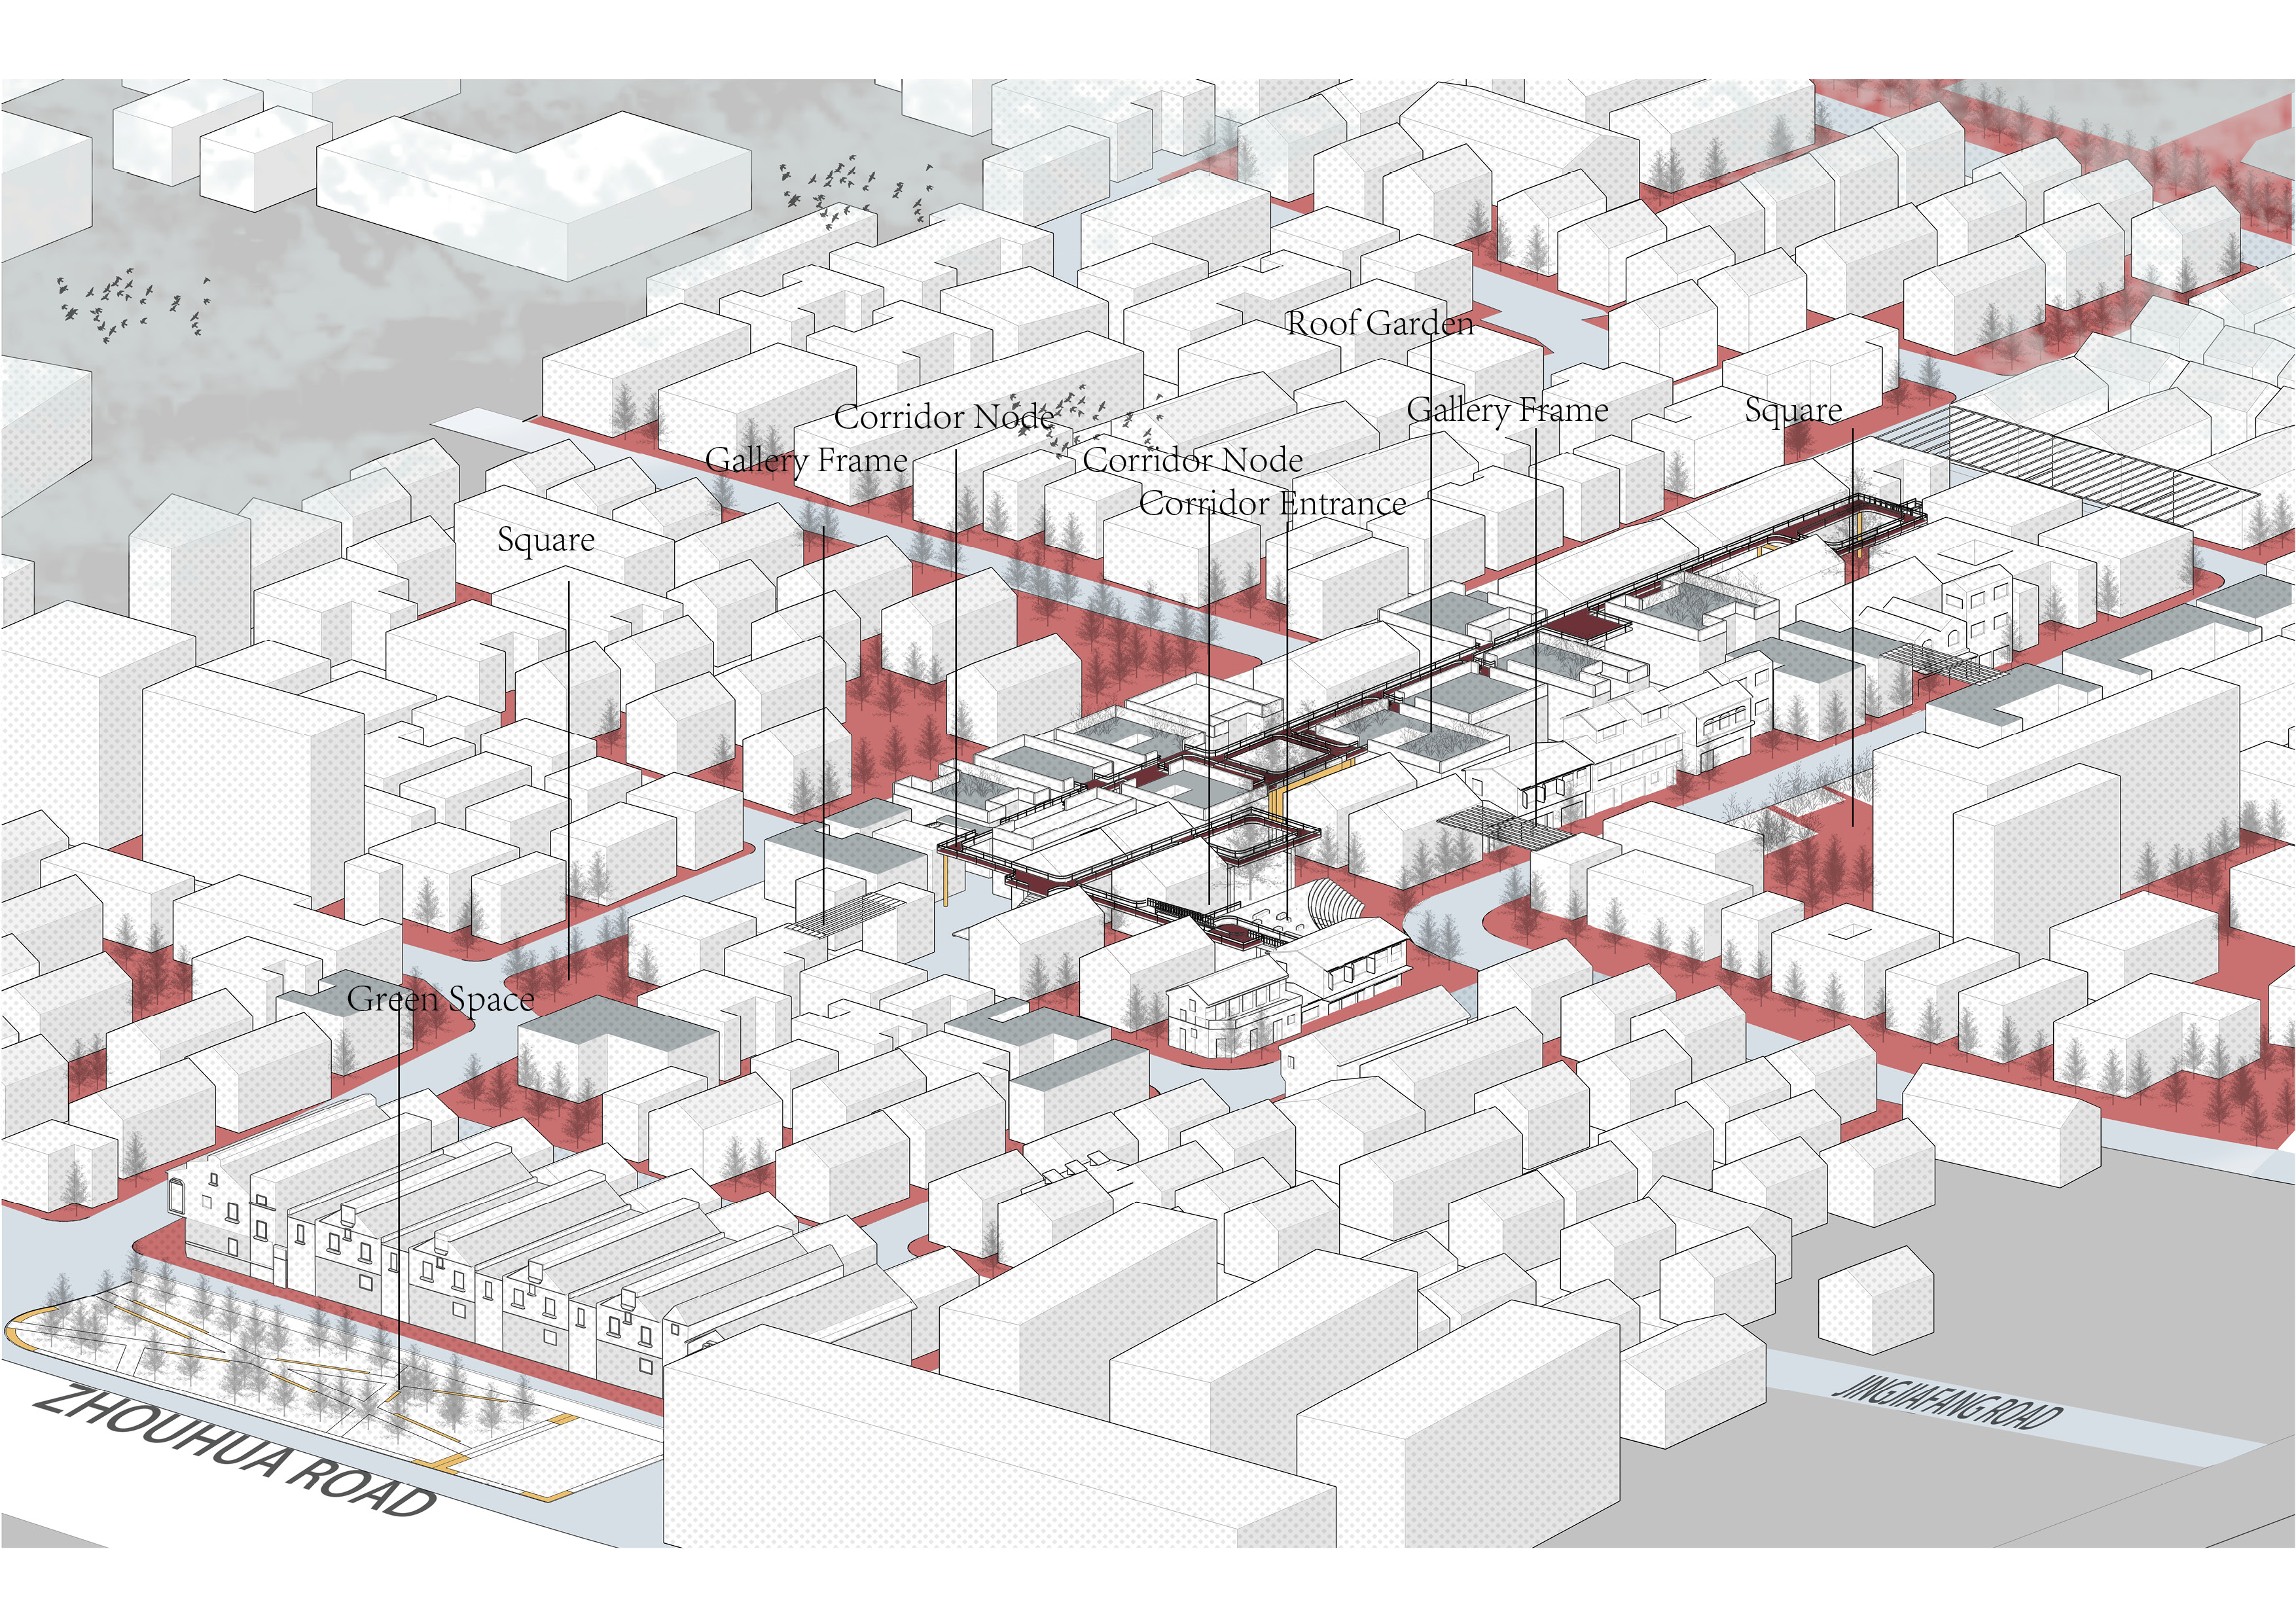 Roof Garden
Corridor Node
Gallery Frame
Square
Gallery Frame
Corridor Node
Corridor Entrance
Square
Green Space
ZHOUHUA ROAD
JINGJIAFANG ROAD